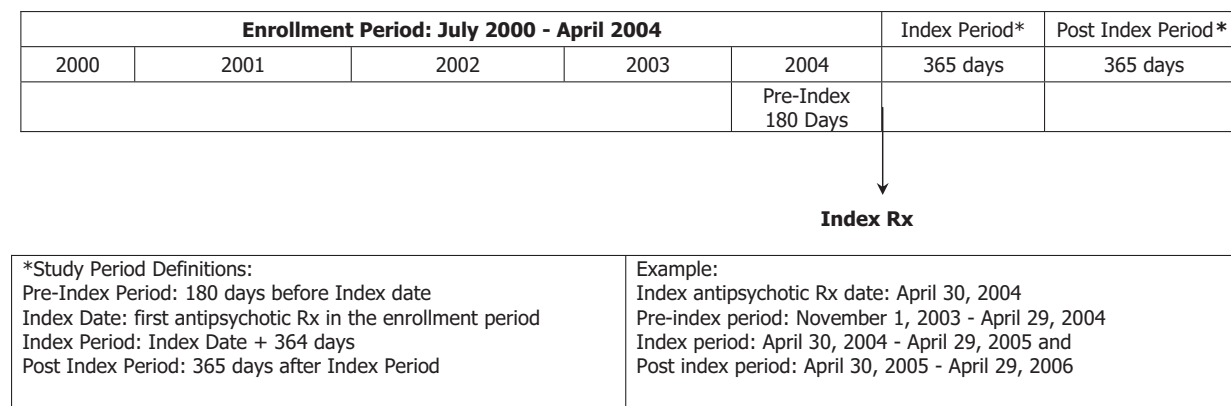 Enrollment Period: July 2000 - April 2004 Index Period* Post Index Period*
2000 2001 2002 2003 2004 365 days 365 days
Pre-Index
180 Days
Index Rx
*Study Period Definitions:
Pre-Index Period: 180 days before Index date
Index Date: first antipsychotic Rx in the enrollment period
Index Period: Index Date + 364 days
Post Index Period: 365 days after Index Period
Example:
Index antipsychotic Rx date: April 30, 2004
Pre-index period: November 1, 2003 - April 29, 2004
Index period: April 30, 2004 - April 29, 2005 and
Post index period: April 30, 2005 - April 29, 2006